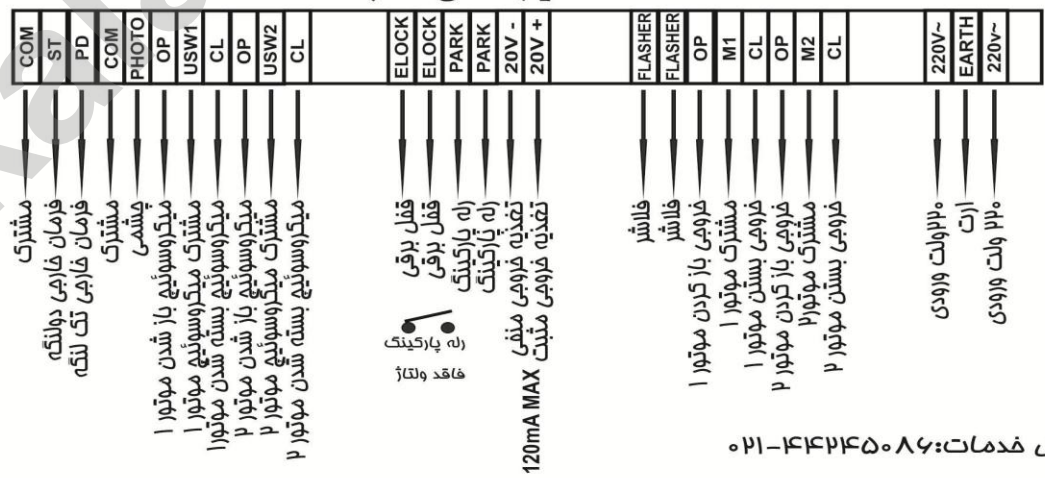 COM
ST
PD
COM
PHOTO
OP
USW1
CL
OP
USW2
CL
ELOCK
ELOCK
PARK
PARK
20V -
20V +
FLASHER
FLASHER
OP
M1
CL
OP
M2
CL
220V~
EARTH
220v~
مشترک
فرمان خارجی دولنگه
فرمان خارجی تک لنگه
مشترک
چشمی
میکروسوئیچ باز شدن موتور ۱
مشترک میکروسوئیچ موتور ۱
میکروسوئیچ بسته شدن موتور۱
میکروسوئیچ باز شدن موتور ۲
مشترک میکروسوئیچ موتور ۲
میکروسوئیچ بسته شدن موتور ۲
قفل برقی
قفل برقی
رله پارکینگ
رله پارکینگ
تغذیه خروجی منفی
تغذیه خروجی مثبت
120mA MAX
رله پارکینگ
فاقد ولتاژ
فلاشر
فلاشر
خروجی باز کردن موتور ۱
مشترک موتور ۱
خروجی بستن موتور ۱
خروجی باز کردن موتور ۲
مشترک موتور۲
خروجی بستن موتور ۲
۲۲۰ولت ورودی
ارت
۲۲۰ ولت ورودی
خدمات:۴۴۲۴۵۰۸۶-۰۲۱